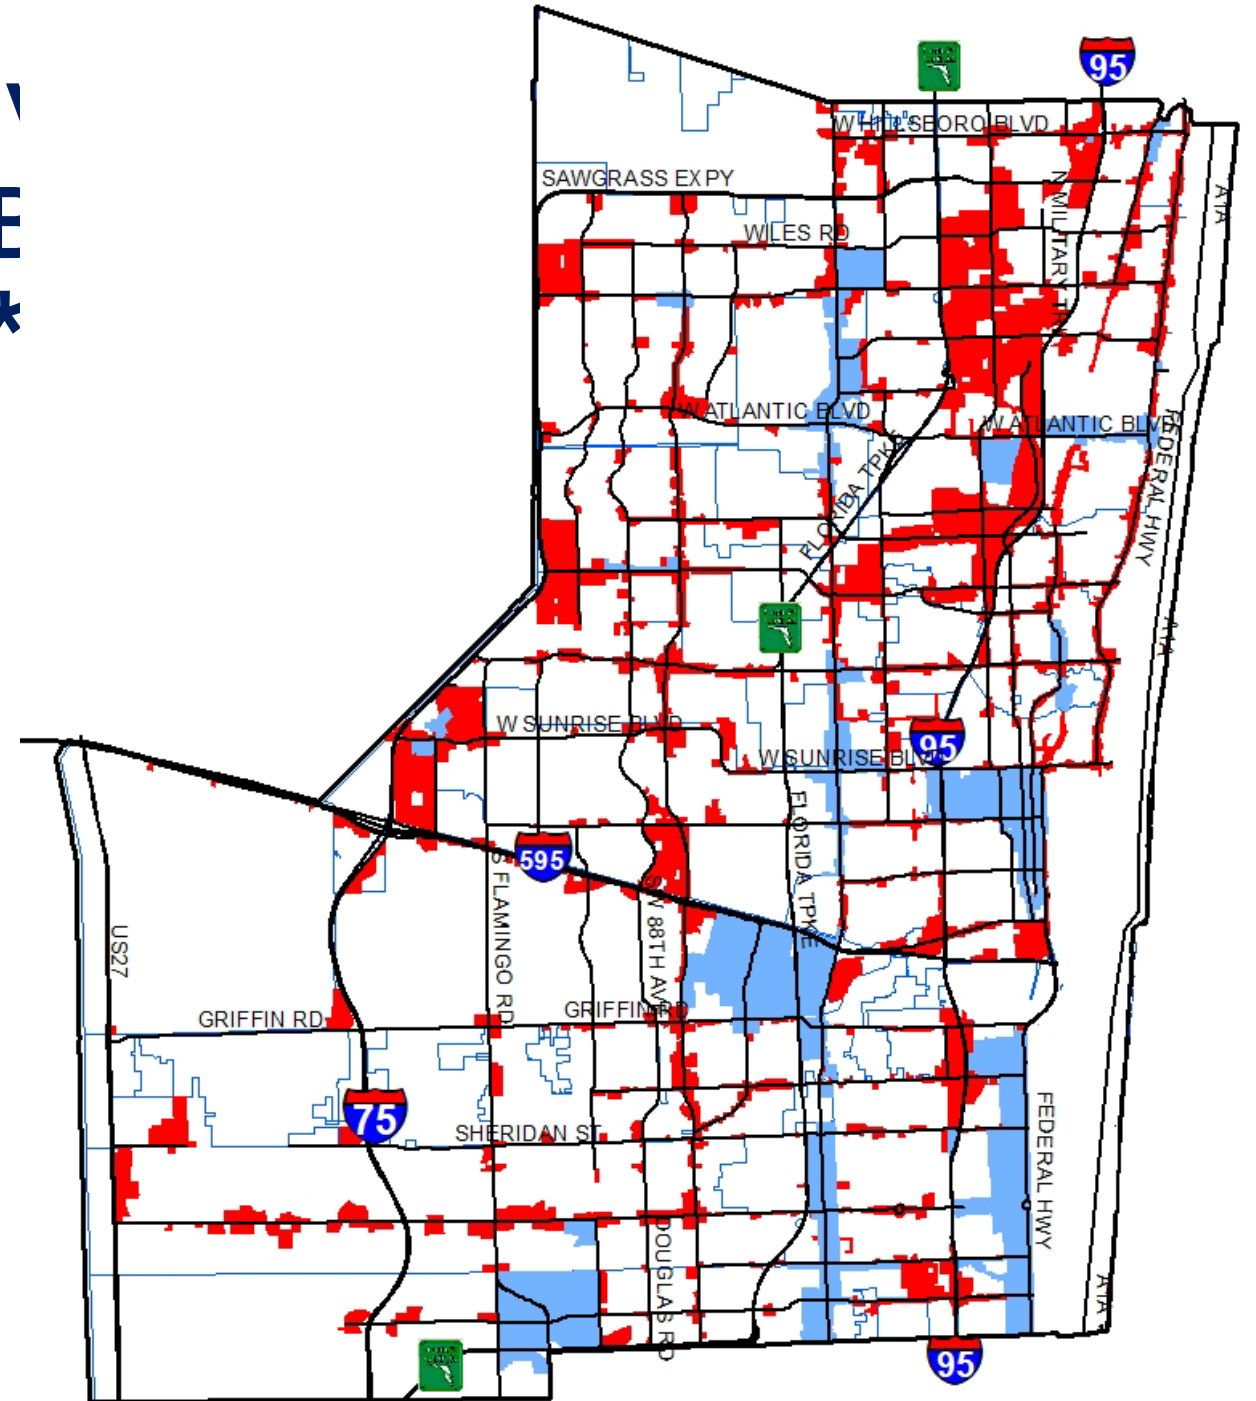 95
W HILLSBORO BLVD
SAWGRASS EXPY
N MILITARY TRL
A1A
WILES RD
W ATLANTIC BLVD
W ATLANTIC BLVD
FEDERAL HWY
FLORIDA TPKE
A1A
W SUNRISE BLVD
95
W SUNRISE BLVD
FLORIDA TPKE
595
S FLAMINGO RD
SW 88TH AVE
US27
GRIFFIN RD
GRIFFIN RD
75
SHERIDAN ST
FEDERAL HWY
DOUGLAS RD
A1A
95